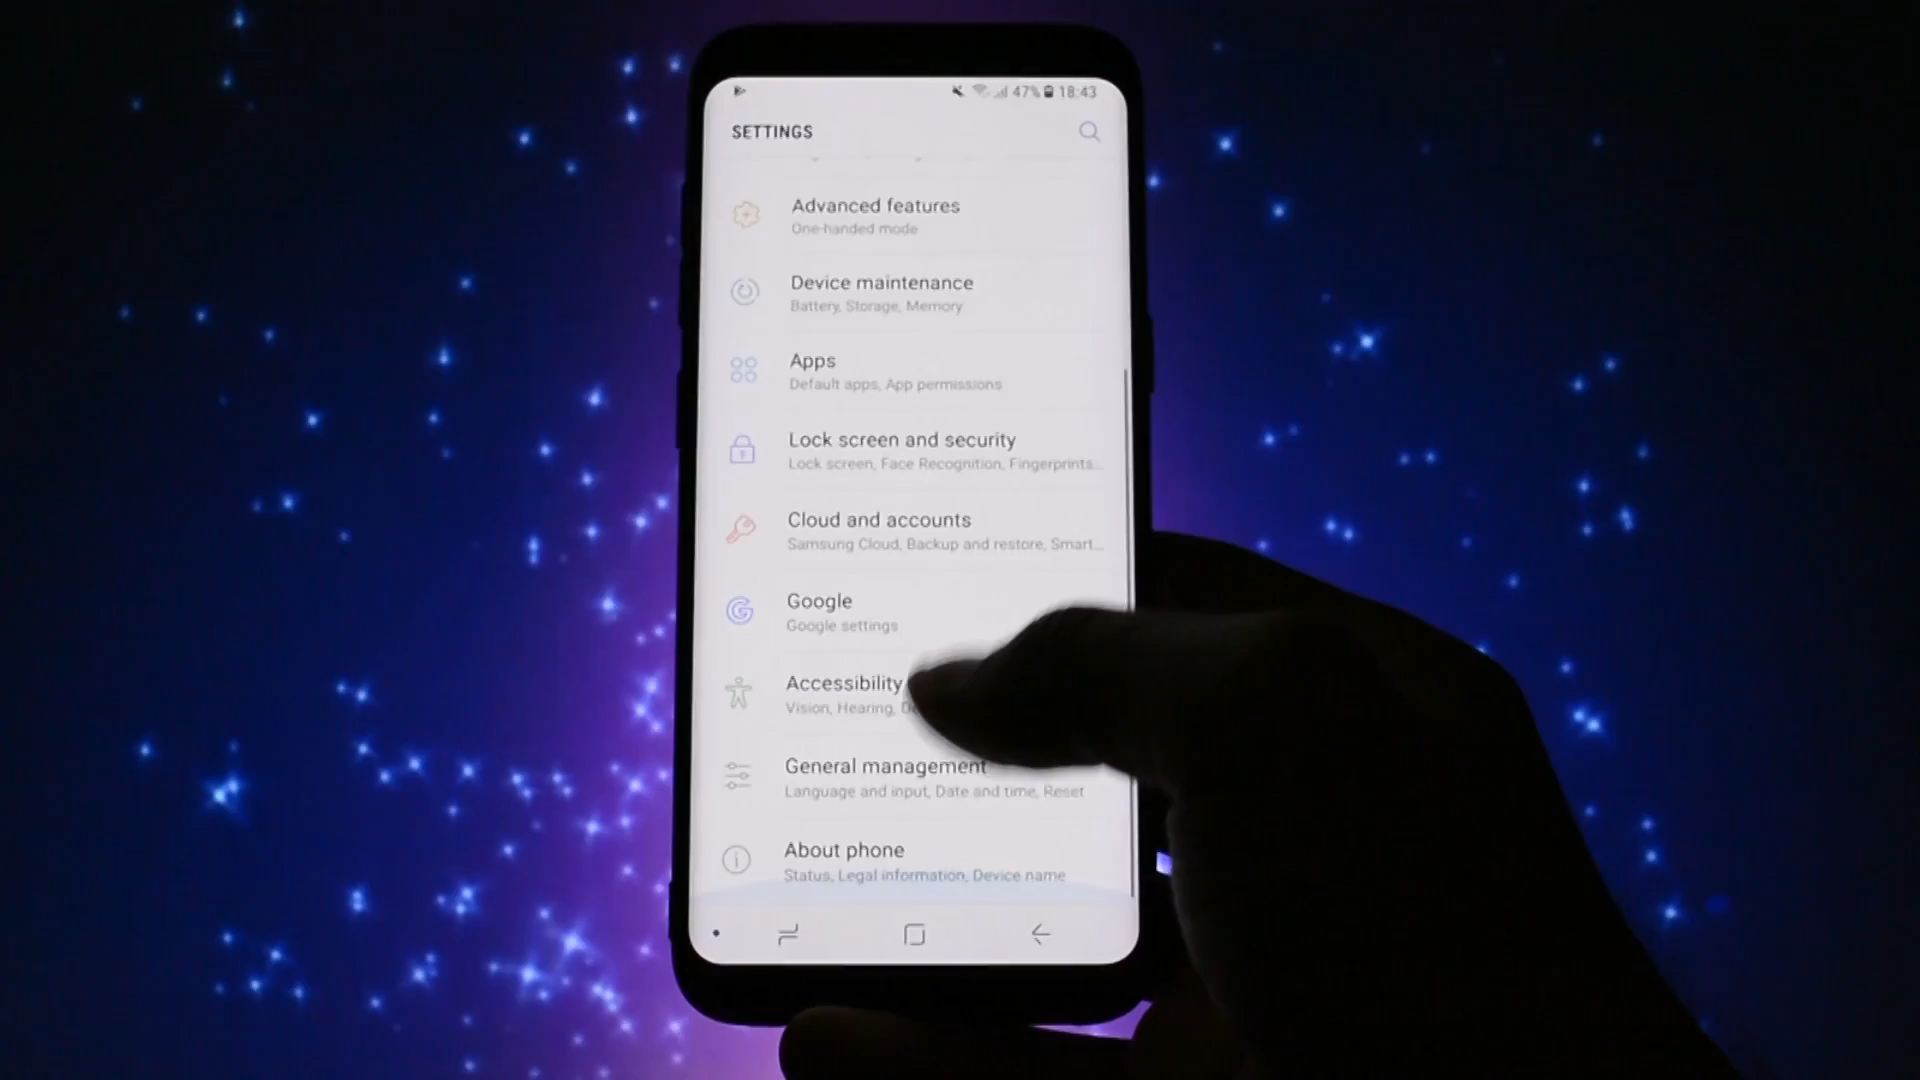 47% 18:43
SETTINGS
Advanced features
One-handed mode
Device maintenance
Battery, Storage, Memory
Apps
Default apps, App permissions
Lock screen and security
Lock screen, Face Recognition, Fingerprints...
Cloud and accounts
Samsung Cloud, Backup and restore, Smart...
Google
Google settings
Accessibility
Vision, Hearing,
General management
Language and input, Date and time, Reset
About phone
Status, Legal information, Device name